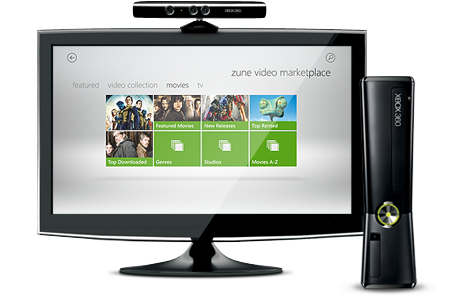 XBOX 360
zune video marketplace
featured video collection movies tv
Featured Movies
New Releases
Top Rented
Top Downloaded
Genres
Studios
Movies A-Z
XBOX 360